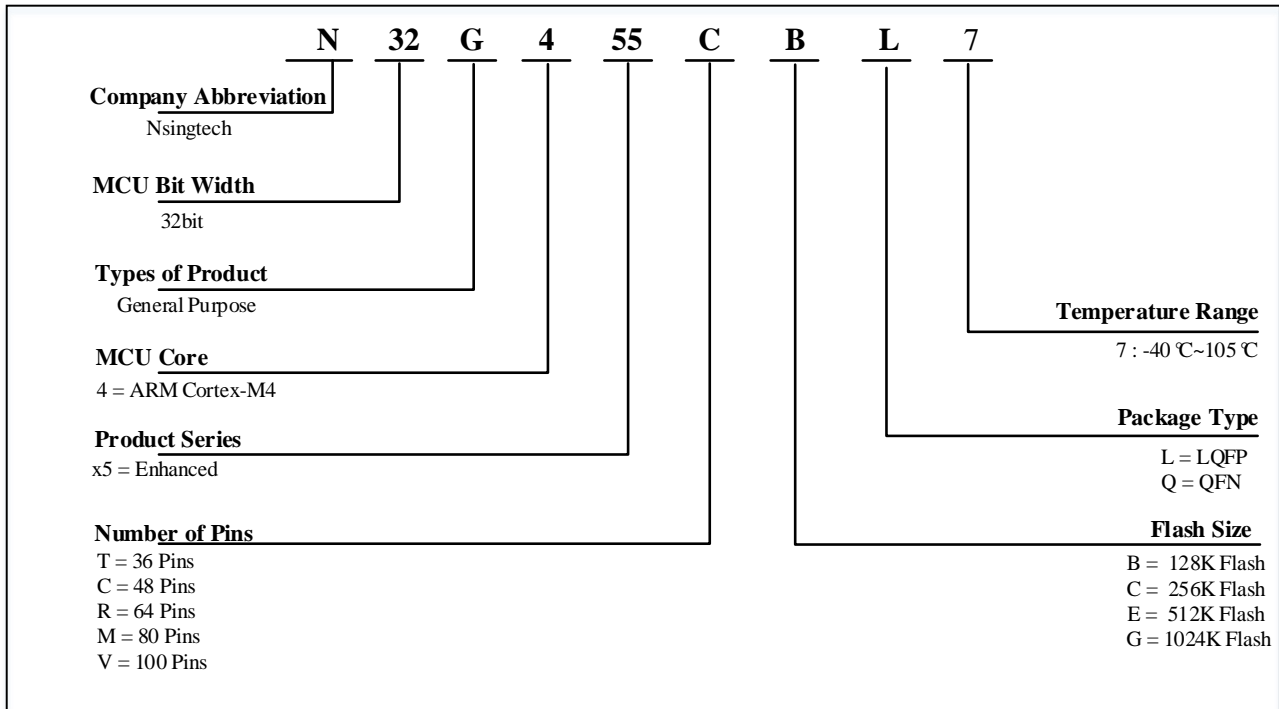 N 32 G 4 55 C B L 7
Company Abbreviation
Nsingtech
MCU Bit Width
32bit
Types of Product
General Purpose
MCU Core
4 = ARM Cortex-M4
Product Series
x5 = Enhanced
Number of Pins
T = 36 Pins
C = 48 Pins
R = 64 Pins
M = 80 Pins
V = 100 Pins
Temperature Range
7 : -40 ℃~105 ℃
Package Type
L = LQFP
Q = QFN
Flash Size
B = 128K Flash
C = 256K Flash
E = 512K Flash
G = 1024K Flash